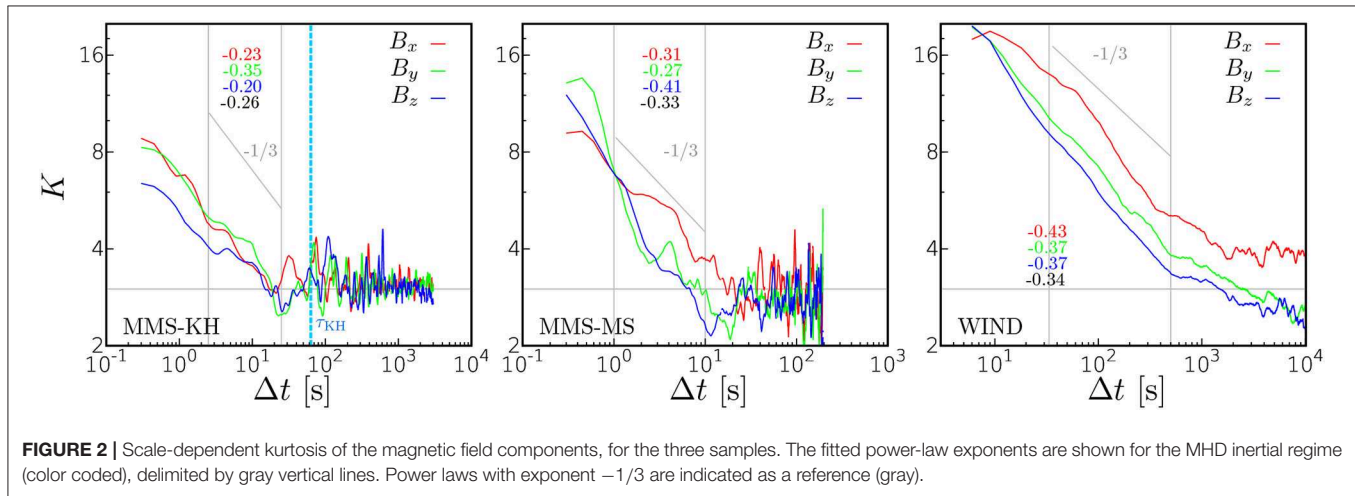 K
16
8
4
2
-0.23
-0.35
-0.20
-0.26
-1/3
B_x
B_y
B_z
MMS-KH
τ_KH
10^-1 10^0 10^1 10^2 10^3 10^4
Δt [s]
16
8
4
2
-0.31
-0.27
-0.41
-0.33
-1/3
B_x
B_y
B_z
MMS-MS
10^-1 10^0 10^1 10^2 10^3
Δt [s]
16
8
4
2
-1/3
B_x
B_y
B_z
-0.43
-0.37
-0.37
-0.34
WIND
10^1 10^2 10^3 10^4
Δt [s]
FIGURE 2 | Scale-dependent kurtosis of the magnetic field components, for the three samples. The fitted power-law exponents are shown for the MHD inertial regime
(color coded), delimited by gray vertical lines. Power laws with exponent −1/3 are indicated as a reference (gray).